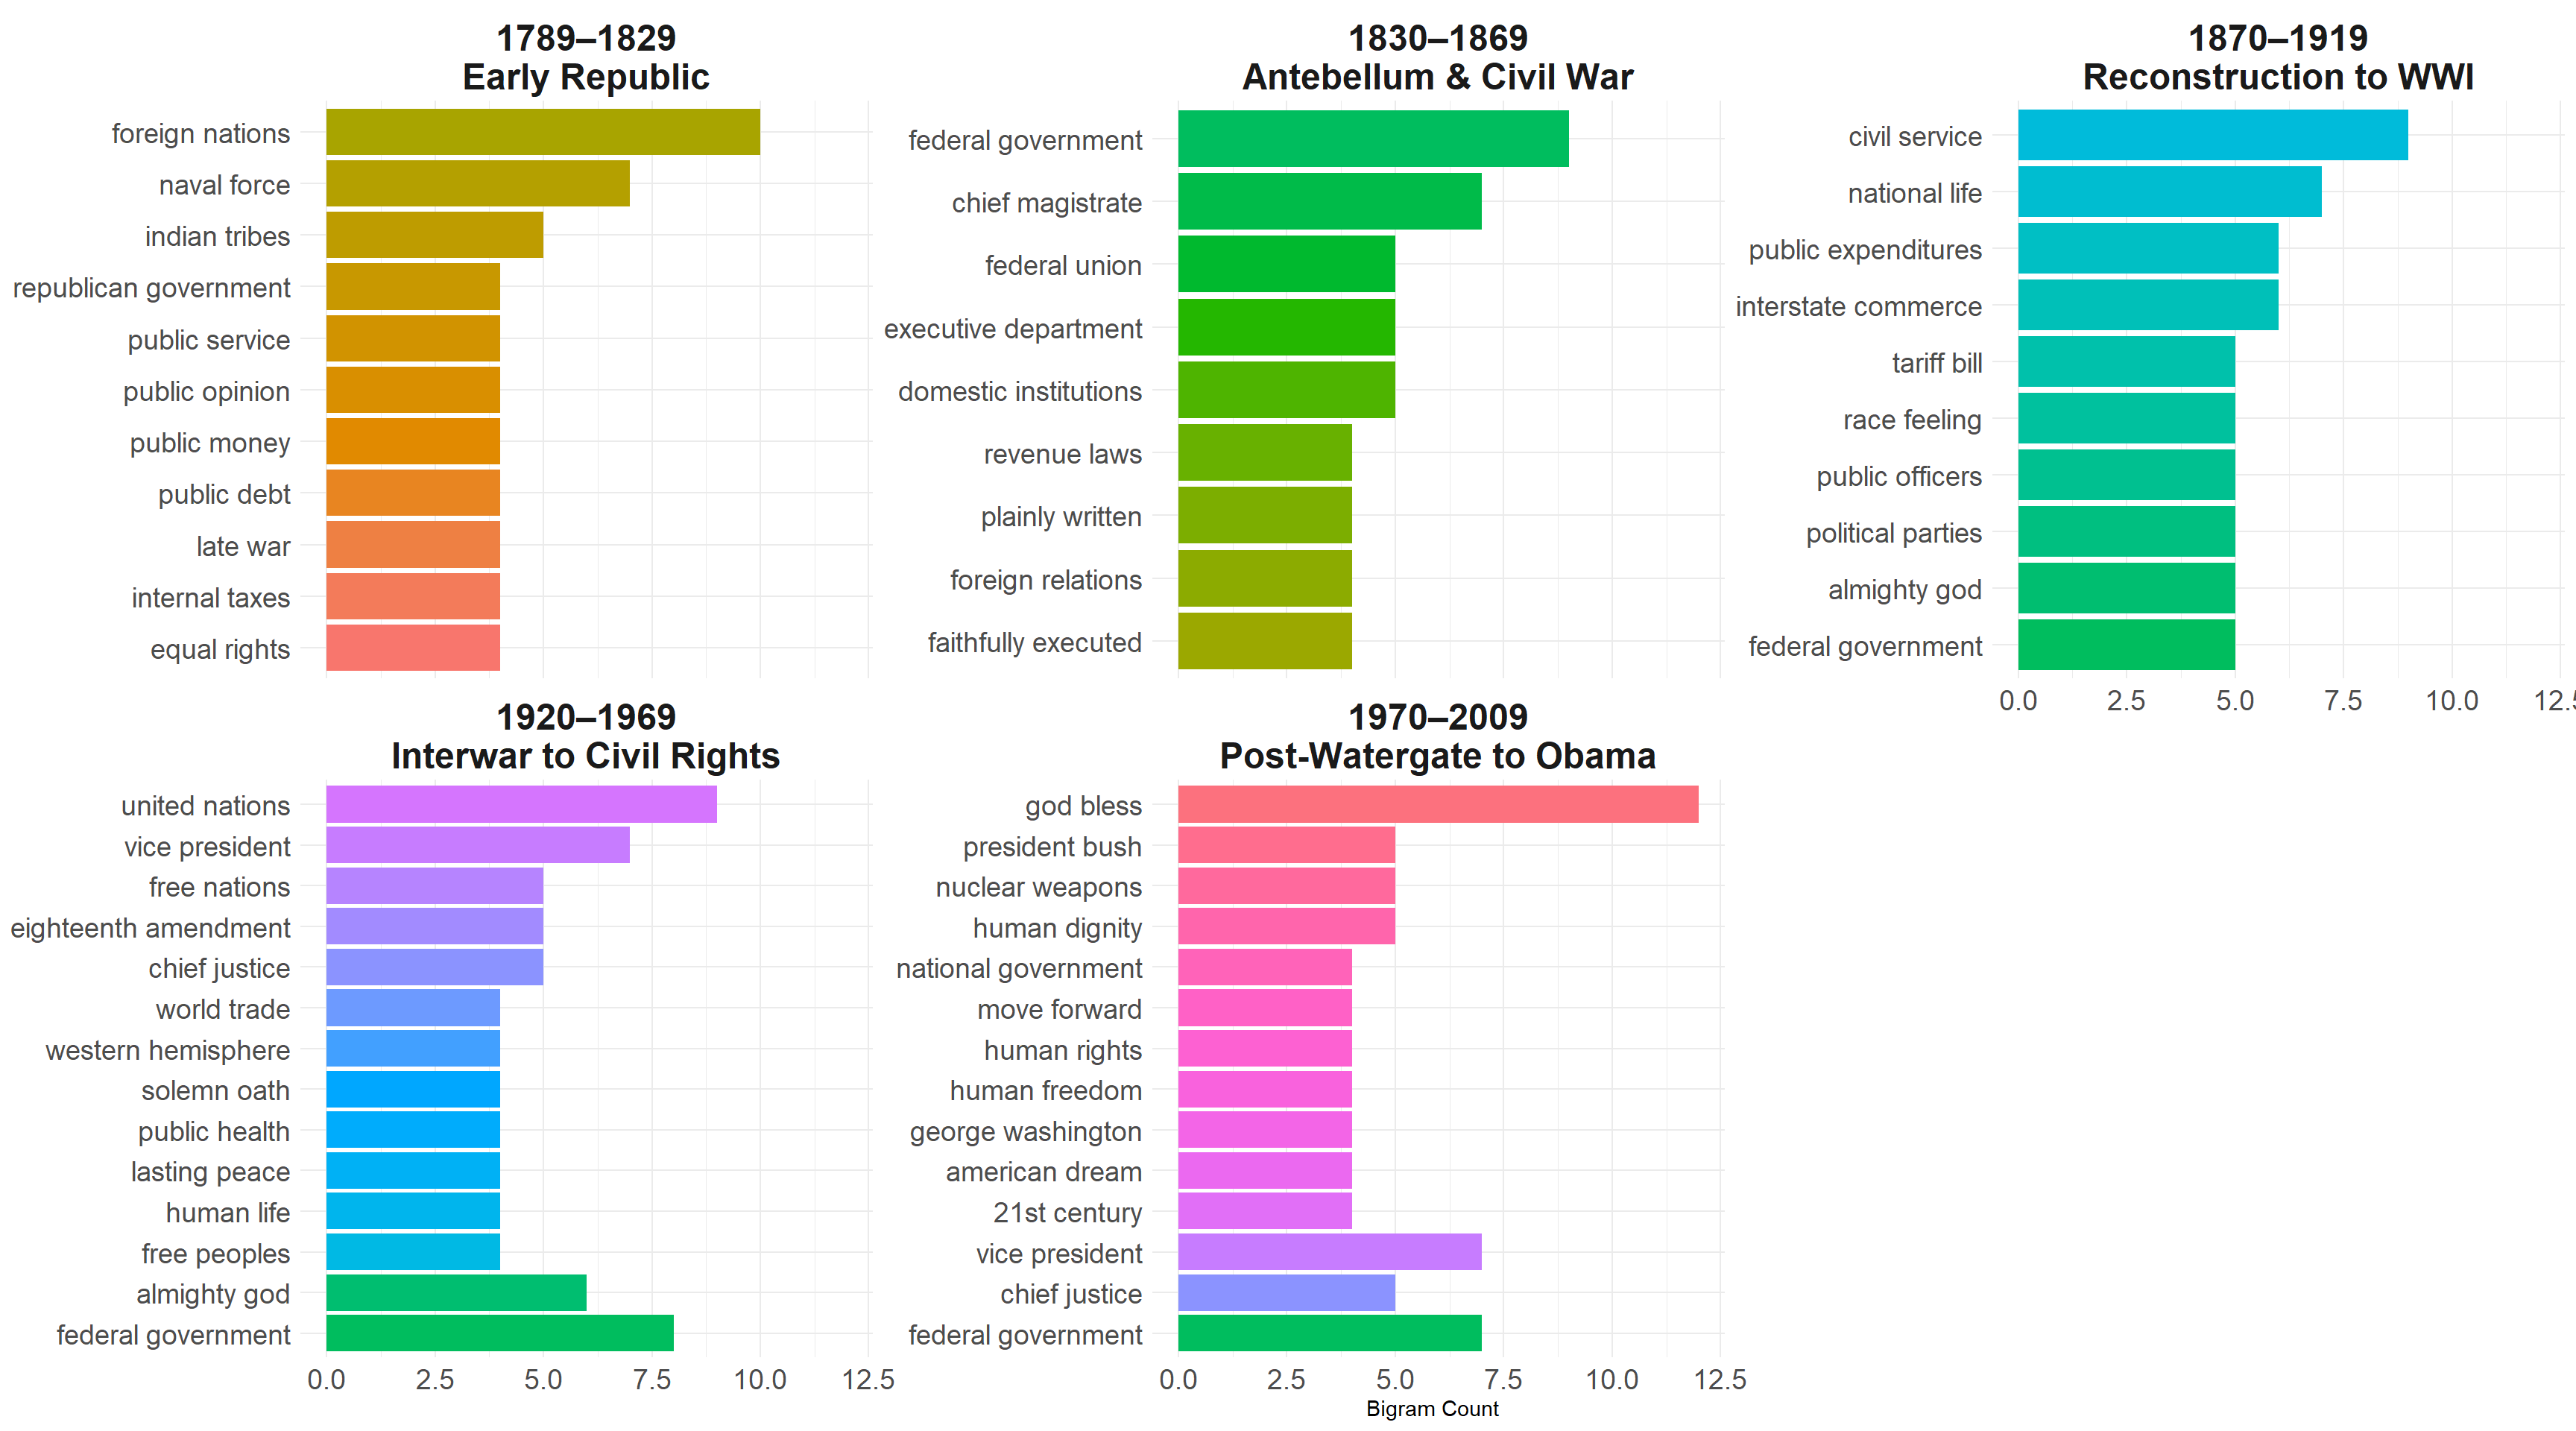 1789–1829
Early Republic
foreign nations
naval force
indian tribes
republican government
public service
public opinion
public money
public debt
late war
internal taxes
equal rights
1830–1869
Antebellum & Civil War
federal government
chief magistrate
federal union
executive department
domestic institutions
revenue laws
plainly written
foreign relations
faithfully executed
1870–1919
Reconstruction to WWI
civil service
national life
public expenditures
interstate commerce
tariff bill
race feeling
public officers
political parties
almighty god
federal government
0.0 2.5 5.0 7.5 10.0 12.5
1920–1969
Interwar to Civil Rights
united nations
vice president
free nations
eighteenth amendment
chief justice
world trade
western hemisphere
solemn oath
public health
lasting peace
human life
free peoples
almighty god
federal government
0.0 2.5 5.0 7.5 10.0 12.5
1970–2009
Post-Watergate to Obama
god bless
president bush
nuclear weapons
human dignity
national government
move forward
human rights
human freedom
george washington
american dream
21st century
vice president
chief justice
federal government
0.0 2.5 5.0 7.5 10.0 12.5
Bigram Count